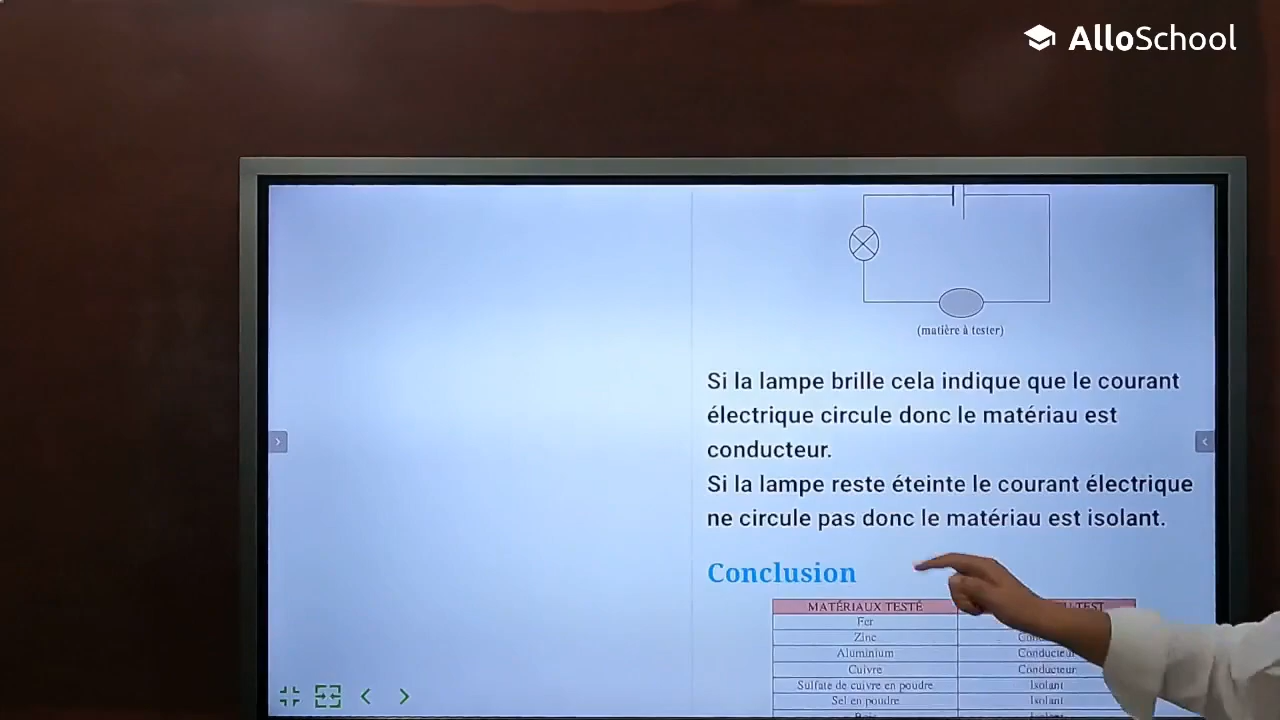 AlloSchool
(matière à tester)
Si la lampe brille cela indique que le courant
électrique circule donc le matériau est
conducteur.
Si la lampe reste éteinte le courant électrique
ne circule pas donc le matériau est isolant.
Conclusion
MATÉRIAUX TESTÉ TEST
Fer
Zinc
Aluminium Conducteur
Cuivre Conducteur
Sulfate de cuivre en poudre Isolant
Sel en poudre Isolant